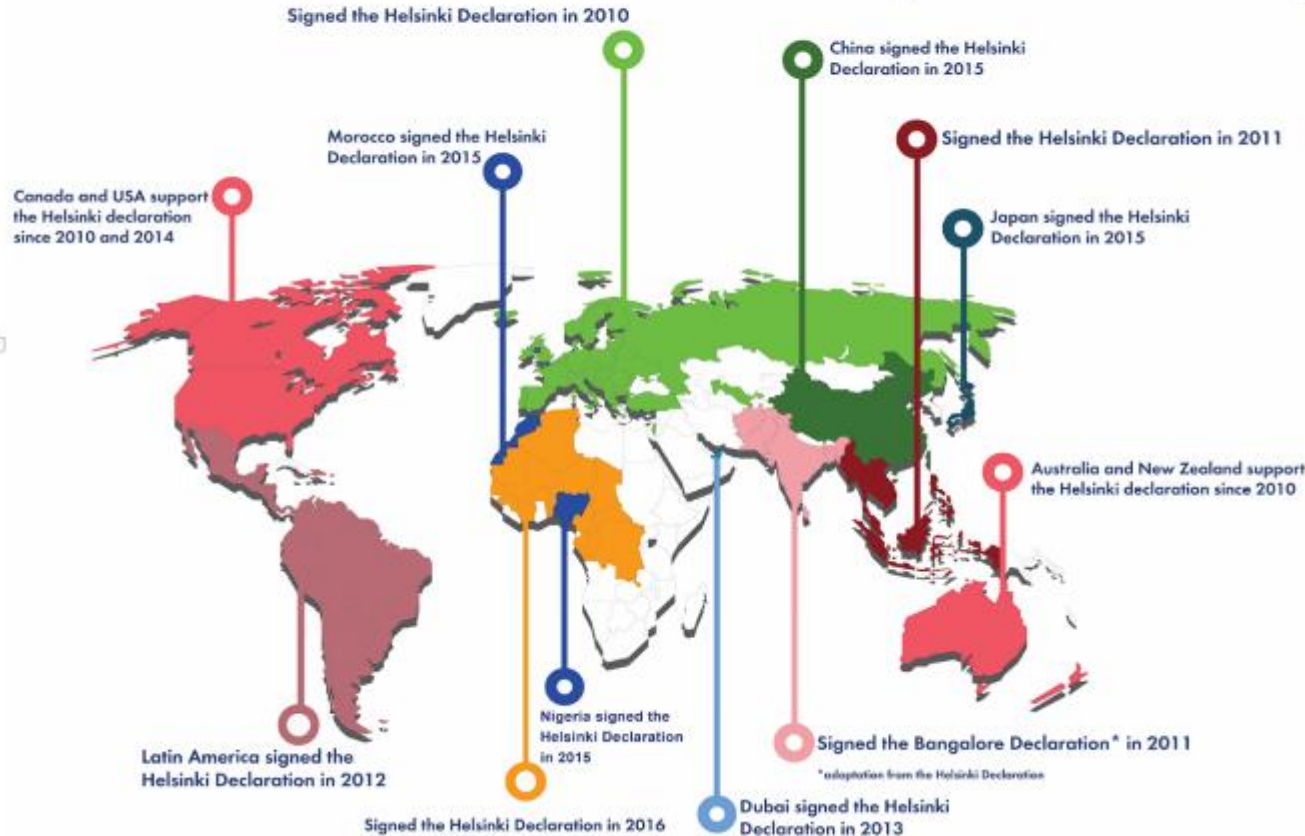 Signed the Helsinki Declaration in 2010
China signed the Helsinki
Declaration in 2015
Morocco signed the Helsinki
Declaration in 2015
Signed the Helsinki Declaration in 2011
Canada and USA support
the Helsinki declaration
since 2010 and 2014
Japan signed the Helsinki
Declaration in 2015
Australia and New Zealand support
the Helsinki declaration since 2010
Nigeria signed the
Helsinki Declaration
in 2015
Latin America signed the
Helsinki Declaration in 2012
Signed the Bangalore Declaration* in 2011
*adaptation from the Helsinki Declaration
Signed the Helsinki Declaration in 2016
Dubai signed the Helsinki
Declaration in 2013